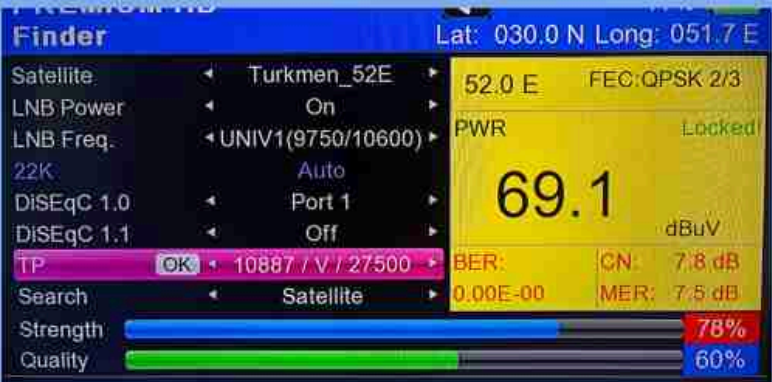 Finder
Lat: 030.0 N Long: 051.7 E
Satellite Turkmen_52E
LNB Power On
LNB Freq. UNIV1(9750/10600)
22K Auto
DiSEqC 1.0 Port 1
DiSEqC 1.1 Off
TP OK 10887 / V / 27500
Search Satellite
52.0 E FEC:QPSK 2/3
PWR Locked!
69.1
dBuV
BER: CN: 7.8 dB
0.00E-00 MER: 7.5 dB
Strength 78%
Quality 60%